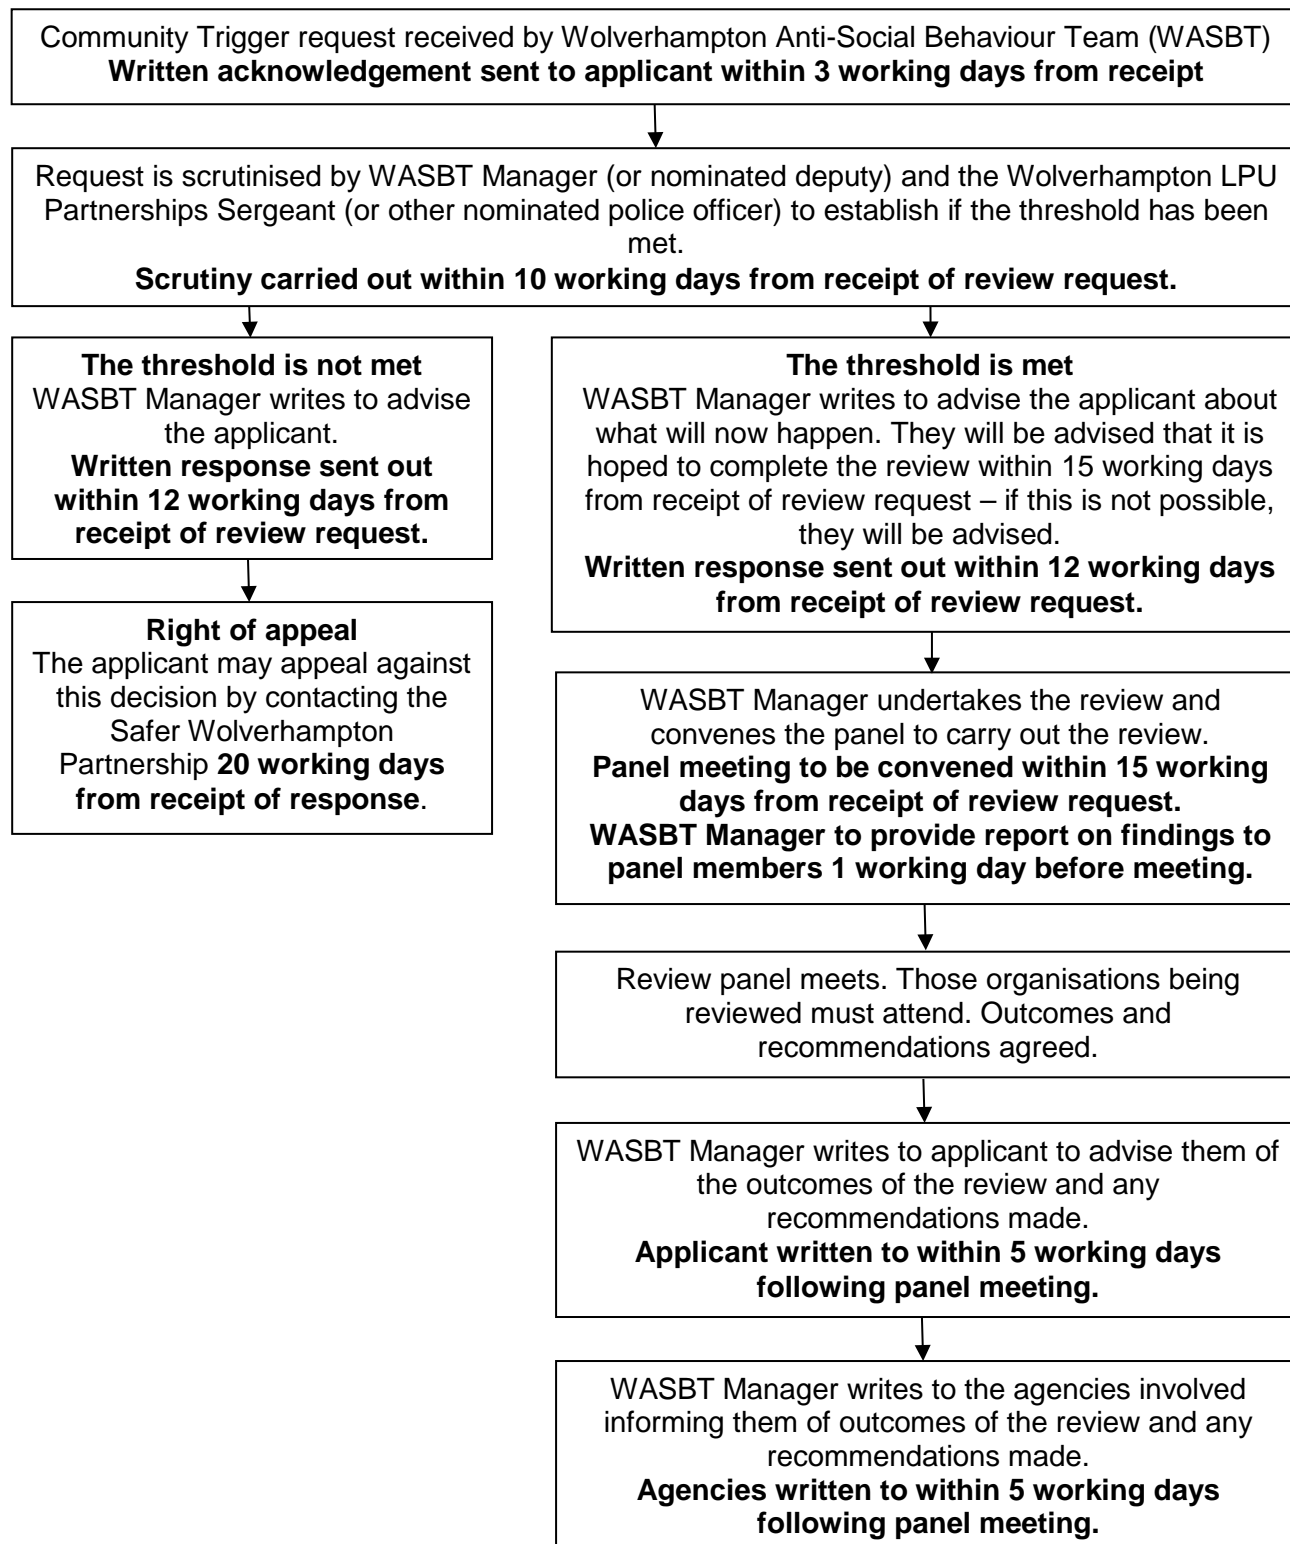 Community Trigger request received by Wolverhampton Anti-Social Behaviour Team (WASBT)
Written acknowledgement sent to applicant within 3 working days from receipt
Request is scrutinised by WASBT Manager (or nominated deputy) and the Wolverhampton LPU
Partnerships Sergeant (or other nominated police officer) to establish if the threshold has been
met.
Scrutiny carried out within 10 working days from receipt of review request.
The threshold is not met
WASBT Manager writes to advise
the applicant.
Written response sent out
within 12 working days from
receipt of review request.
Right of appeal
The applicant may appeal against
this decision by contacting the
Safer Wolverhampton
Partnership 20 working days
from receipt of response.
The threshold is met
WASBT Manager writes to advise the applicant about
what will now happen. They will be advised that it is
hoped to complete the review within 15 working days
from receipt of review request – if this is not possible,
they will be advised.
Written response sent out within 12 working days
from receipt of review request.
WASBT Manager undertakes the review and
convenes the panel to carry out the review.
Panel meeting to be convened within 15 working
days from receipt of review request.
WASBT Manager to provide report on findings to
panel members 1 working day before meeting.
Review panel meets. Those organisations being
reviewed must attend. Outcomes and
recommendations agreed.
WASBT Manager writes to applicant to advise them of
the outcomes of the review and any
recommendations made.
Applicant written to within 5 working days
following panel meeting.
WASBT Manager writes to the agencies involved
informing them of outcomes of the review and any
recommendations made.
Agencies written to within 5 working days
following panel meeting.